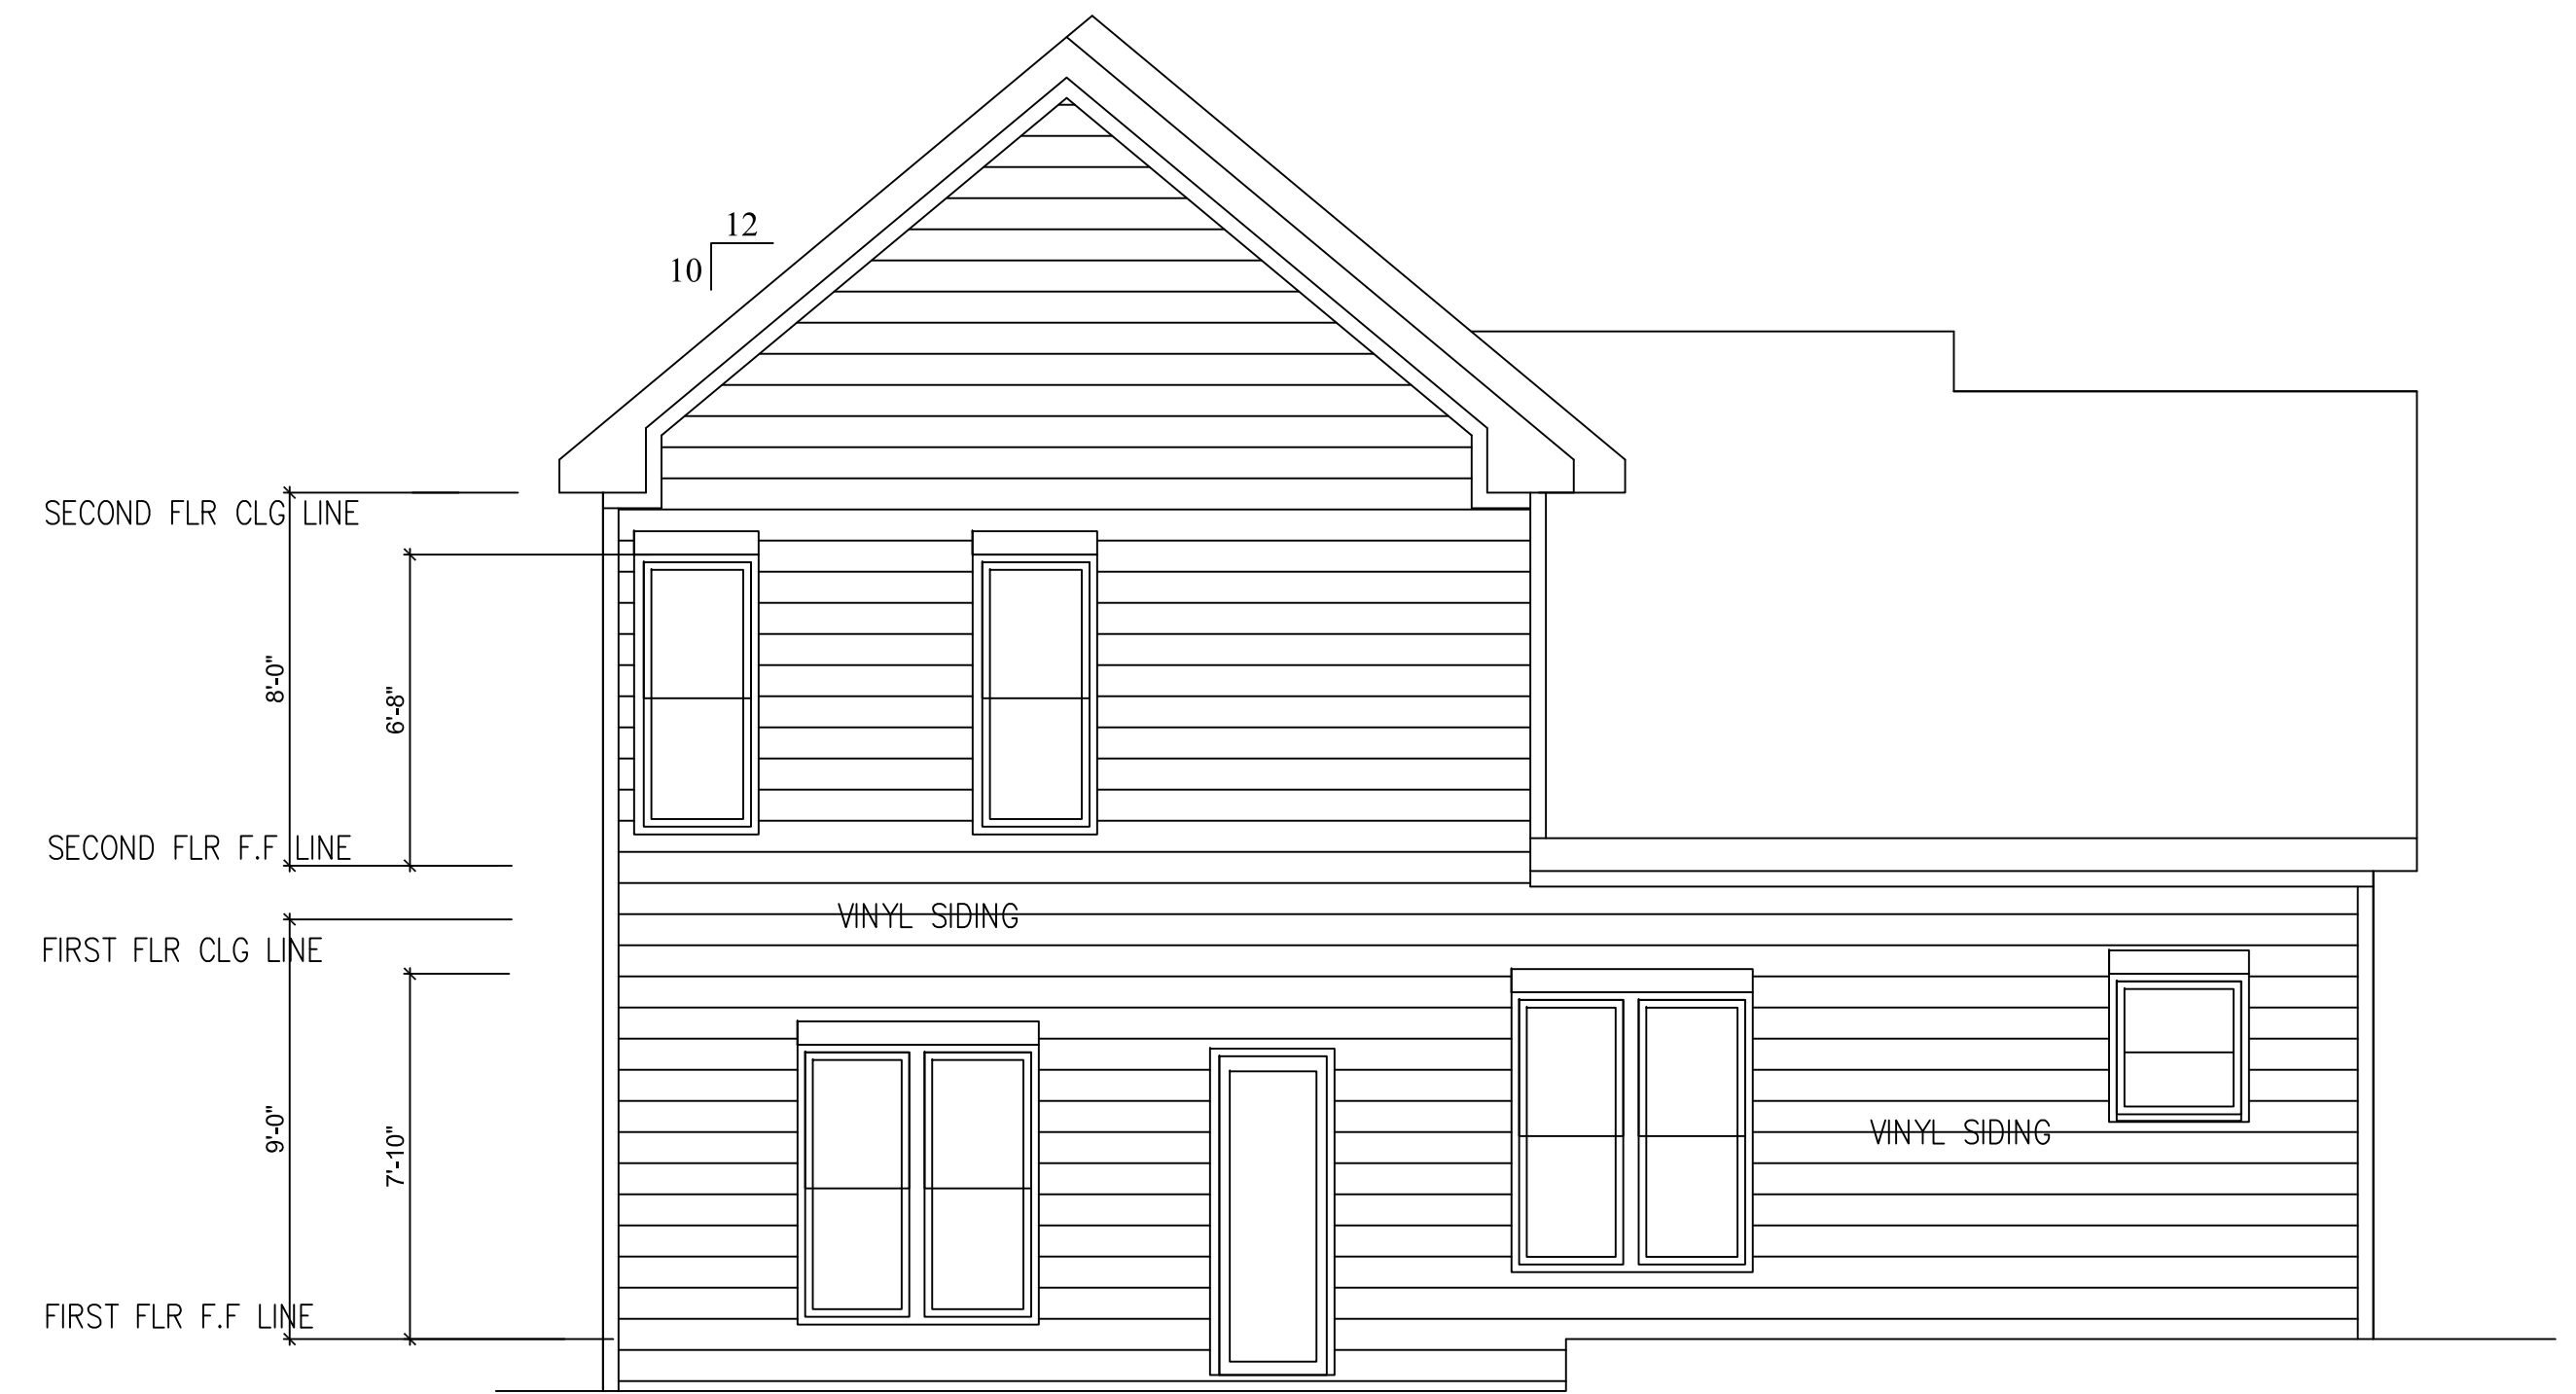 12
10
SECOND FLR CLG LINE
8'-0"
6'-8"
SECOND FLR F.F LINE
VINYL SIDING
FIRST FLR CLG LINE
9'-0"
7'-10"
VINYL SIDING
FIRST FLR F.F LINE